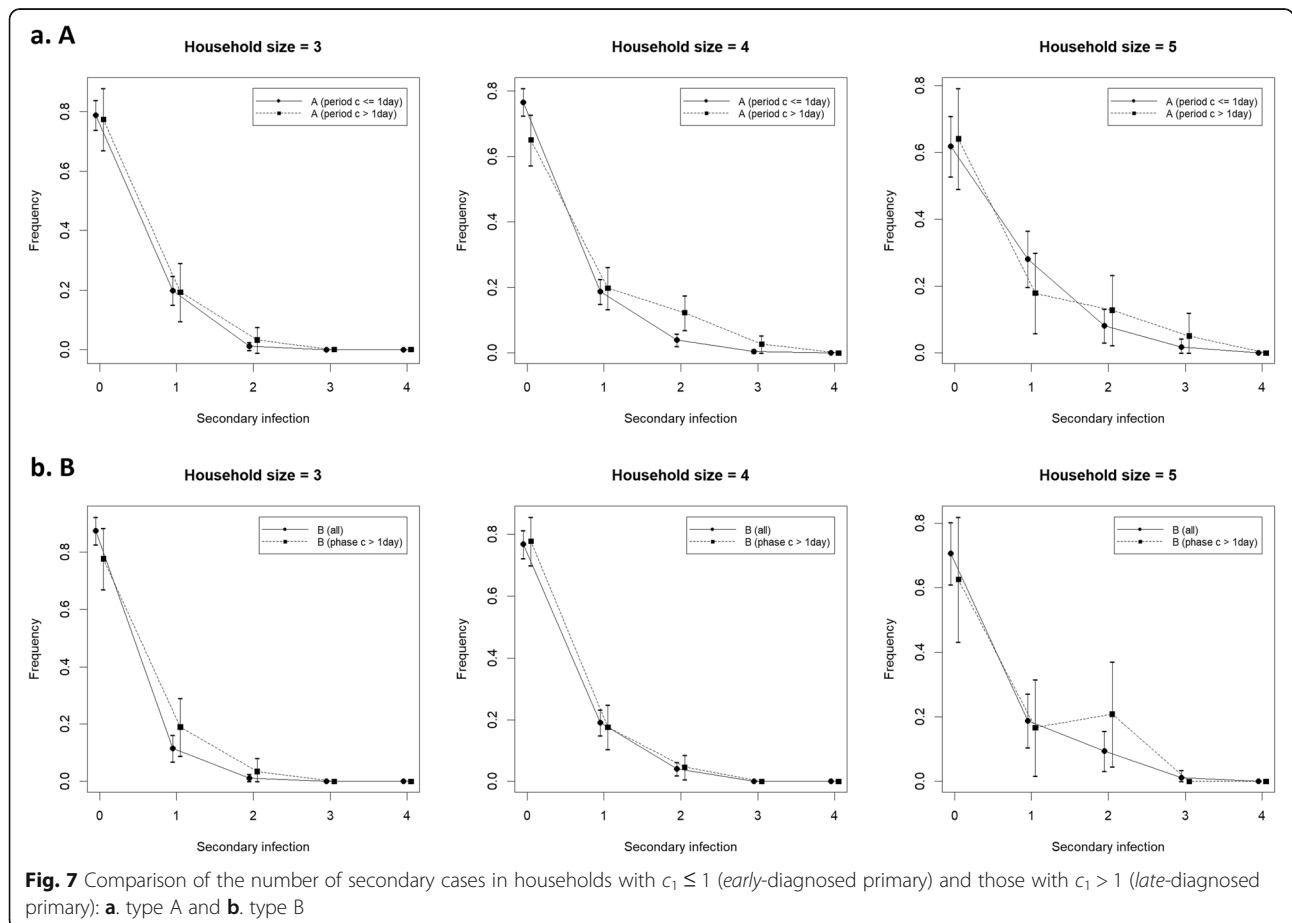 a. A
Household size = 3
Frequency
0.0
0.2
0.4
0.6
0.8
A (period c <= 1day)
A (period c > 1day)
0 1 2 3 4
Secondary infection
Household size = 4
Frequency
0.0
0.2
0.4
0.6
0.8
A (period c <= 1day)
A (period c > 1day)
0 1 2 3 4
Secondary infection
Household size = 5
Frequency
0.0
0.2
0.4
0.6
0.8
A (period c <= 1day)
A (period c > 1day)
0 1 2 3 4
Secondary infection
b. B
Household size = 3
Frequency
0.0
0.2
0.4
0.6
0.8
B (all)
B (phase c > 1day)
0 1 2 3 4
Secondary infection
Household size = 4
Frequency
0.0
0.2
0.4
0.6
0.8
B (all)
B (phase c > 1day)
0 1 2 3 4
Secondary infection
Household size = 5
Frequency
0.0
0.2
0.4
0.6
0.8
B (all)
B (phase c > 1day)
0 1 2 3 4
Secondary infection
Fig. 7 Comparison of the number of secondary cases in households with c₁ ≤ 1 (early-diagnosed primary) and those with c₁ > 1 (late-diagnosed
primary): a. type A and b. type B